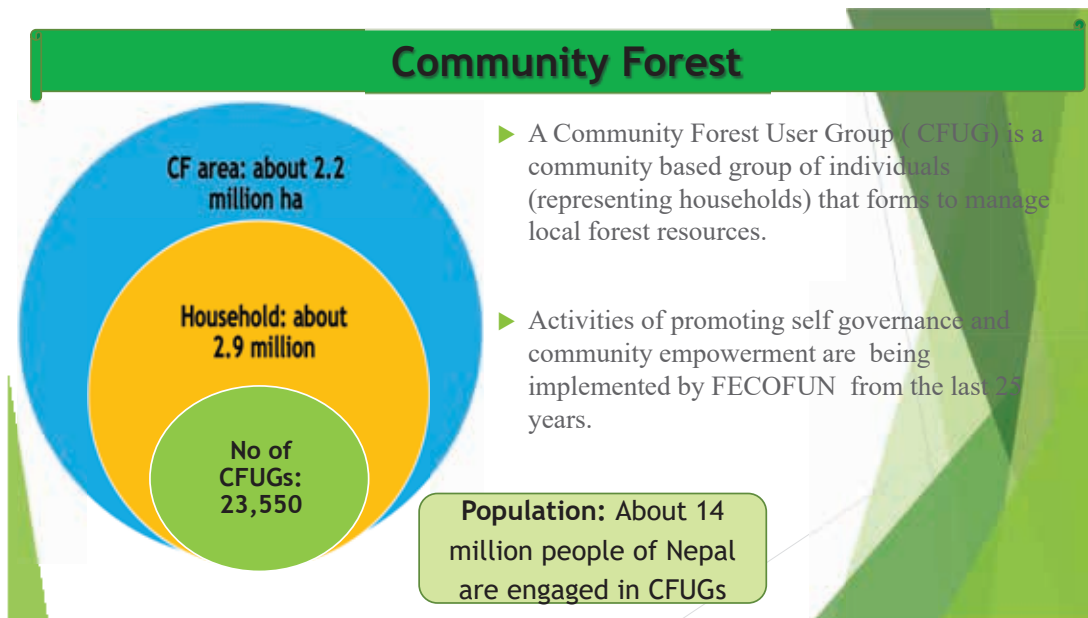 Community Forest
CF area: about 2.2
million ha
Household: about
2.9 million
No of
CFUGs:
23,550
A Community Forest User Group ( CFUG) is a
community based group of individuals
(representing households) that forms to manage
local forest resources.
Activities of promoting self governance and
community empowerment are being
implemented by FECOFUN from the last 25
years.
Population: About 14
million people of Nepal
are engaged in CFUGs